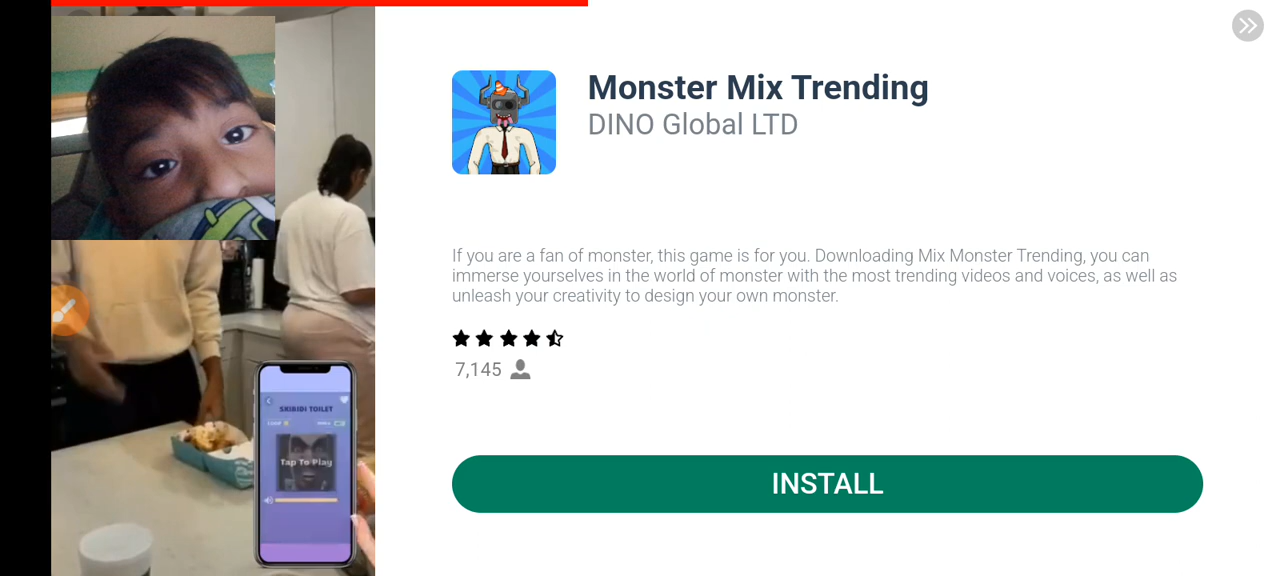 Monster Mix Trending
DINO Global LTD
If you are a fan of monster, this game is for you. Downloading Mix Monster Trending, you can
immerse yourselves in the world of monster with the most trending videos and voices, as well as
unleash your creativity to design your own monster.
7,145
INSTALL
SKIBIDI TOILET
Tap To Play